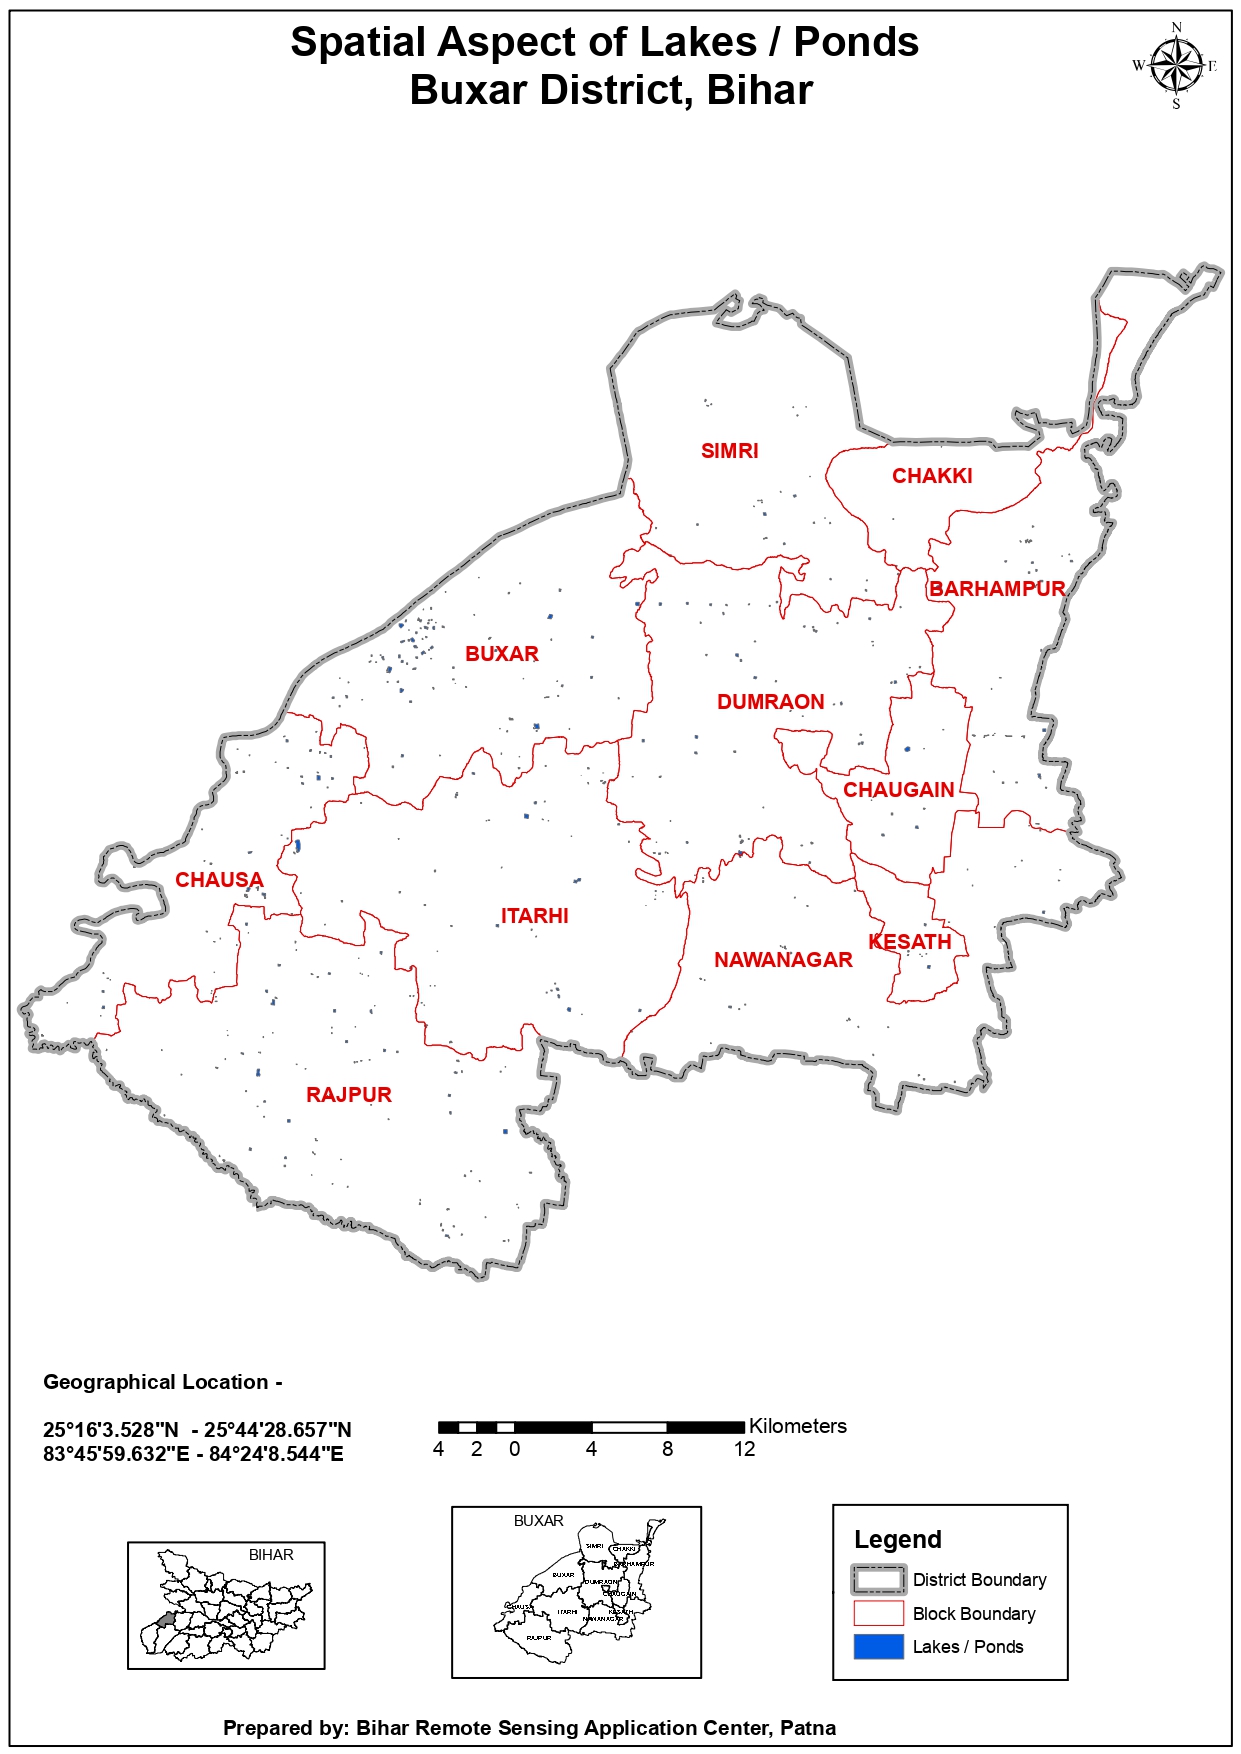 Spatial Aspect of Lakes / Ponds
Buxar District, Bihar
N
W E
S
SIMRI
CHAKKI
BARHAMPUR
BUXAR
DUMRAON
CHAUGAIN
CHAUSA
ITARHI
KESATH
NAWANAGAR
RAJPUR
Geographical Location -
25°16'3.528"N - 25°44'28.657"N
83°45'59.632"E - 84°24'8.544"E
Kilometers
4 2 0 4 8 12
BIHAR
BUXAR
SIMRI
CHAKKI
BARHAMPUR
BUXAR
DUMRAON
CHAUGAIN
CHAUSA
ITARHI
KESATH
NAWANAGAR
RAJPUR
Legend
District Boundary
Block Boundary
Lakes / Ponds
Prepared by: Bihar Remote Sensing Application Center, Patna